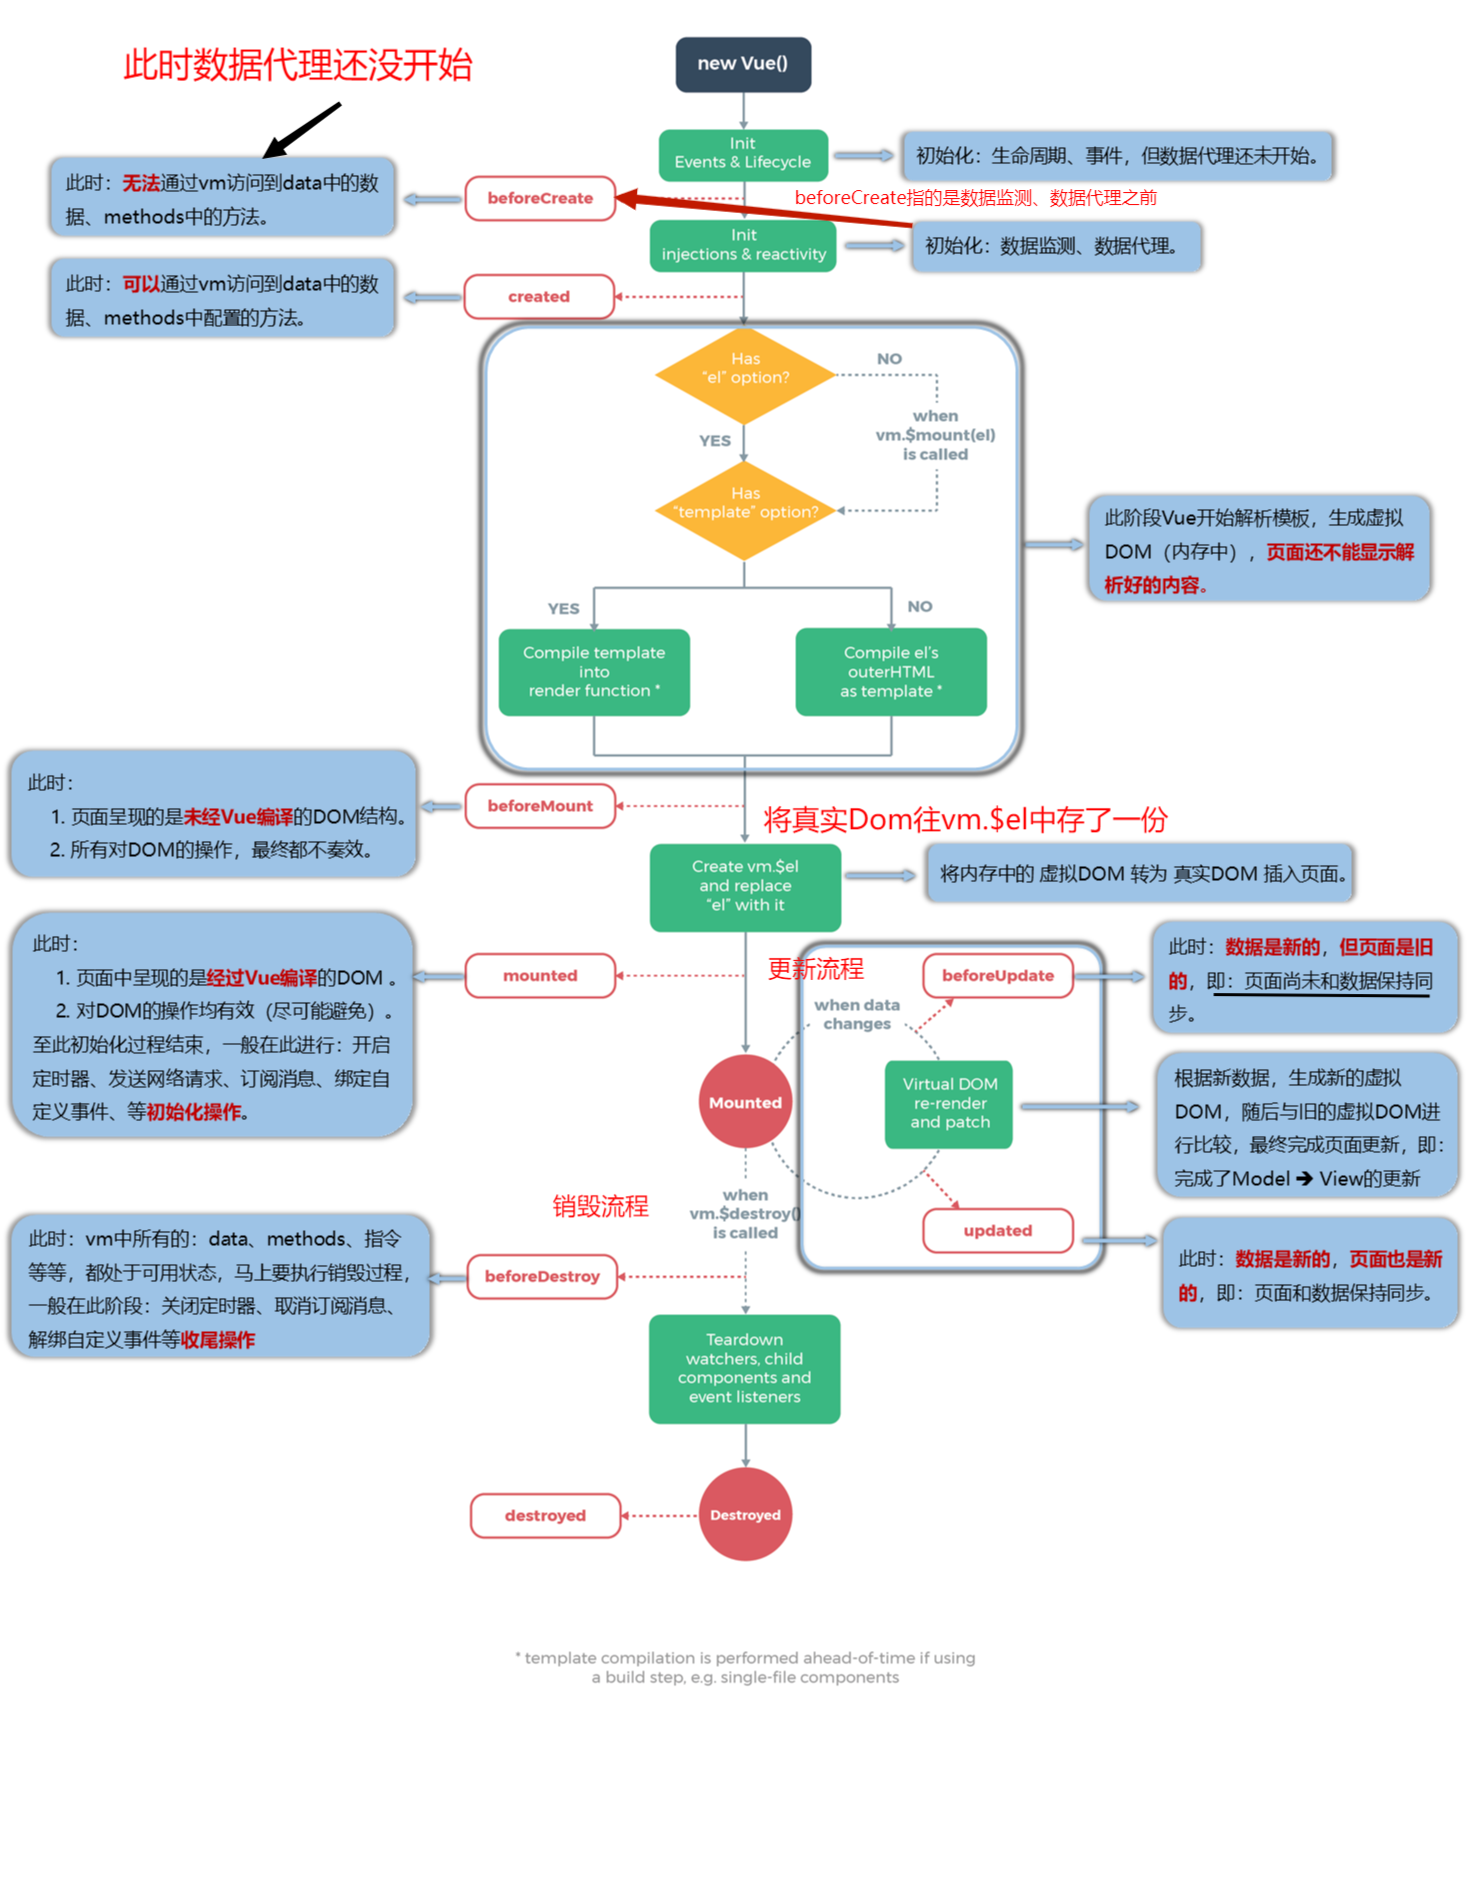 此时数据代理还没开始
new Vue()
Init
Events & Lifecycle
初始化：生命周期、事件，但数据代理还未开始。
此时：无法通过vm访问到data中的数
据、methods中的方法。
beforeCreate
beforeCreate指的是数据监测、数据代理之前
Init
injections & reactivity
初始化：数据监测、数据代理。
此时：可以通过vm访问到data中的数
据、methods中配置的方法。
created
Has
“el” option?
NO
when
vm.$mount(el)
is called
YES
Has
“template” option?
此阶段Vue开始解析模板，生成虚拟
DOM（内存中），页面还不能显示解
析好的内容。
YES
NO
Compile template
into
render function *
Compile el’s
outerHTML
as template *
此时：
1. 页面呈现的是未经Vue编译的DOM结构。
2. 所有对DOM的操作，最终都不奏效。
beforeMount
将真实Dom往vm.$el中存了一份
Create vm.$el
and replace
“el” with it
将内存中的 虚拟DOM 转为 真实DOM 插入页面。
此时：
1. 页面中呈现的是经过Vue编译的DOM 。
2. 对DOM的操作均有效（尽可能避免）。
至此初始化过程结束，一般在此进行：开启
定时器、发送网络请求、订阅消息、绑定自
定义事件、等初始化操作。
mounted
更新流程
beforeUpdate
此时：数据是新的，但页面是旧
的，即：页面尚未和数据保持同
步。
when data
changes
Mounted
Virtual DOM
re-render
and patch
根据新数据，生成新的虚拟
DOM，随后与旧的虚拟DOM进
行比较，最终完成页面更新，即：
完成了Model ➔ View的更新
销毁流程
when
vm.$destroy()
is called
updated
此时：数据是新的，页面也是新
的，即：页面和数据保持同步。
此时：vm中所有的：data、methods、指令
等等，都处于可用状态，马上要执行销毁过程，
一般在此阶段：关闭定时器、取消订阅消息、
解绑自定义事件等收尾操作
beforeDestroy
Teardown
watchers, child
components and
event listeners
destroyed
Destroyed
* template compilation is performed ahead-of-time if using
a build step, e.g. single-file components